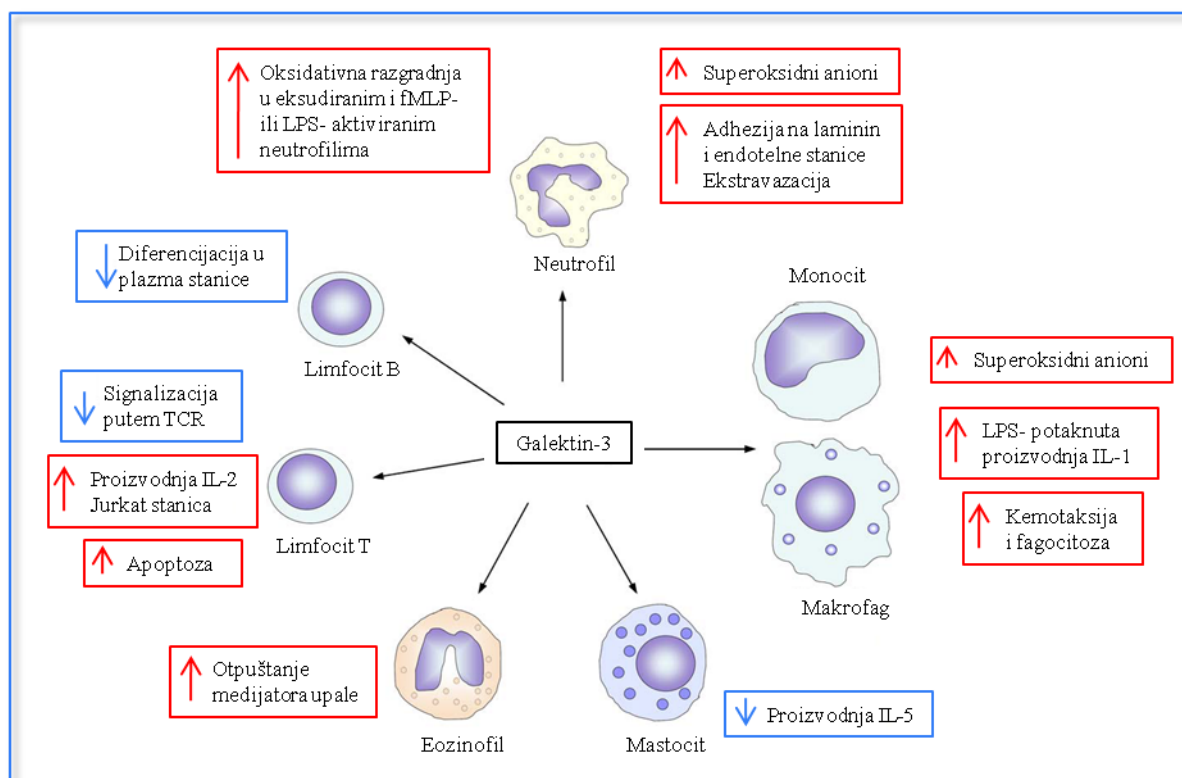 Oksidativna razgradnja
u eksudiranim i fMLP-
ili LPS- aktiviranim
neutrofilima
Superoksidni anioni
Adhezija na laminin
i endotelne stanice
Ekstravazacija
Neutrofil
Diferencijacija u
plazma stanice
Limfocit B
Monocit
Superoksidni anioni
Signalizacija
putem TCR
Galektin-3
LPS- potaknuta
proizvodnja IL-1
Proizvodnja IL-2
Jurkat stanica
Limfocit T
Kemotaksija
i fagocitoza
Apoptoza
Makrofag
Otpuštanje
medijatora upale
Proizvodnja IL-5
Eozinofil
Mastocit